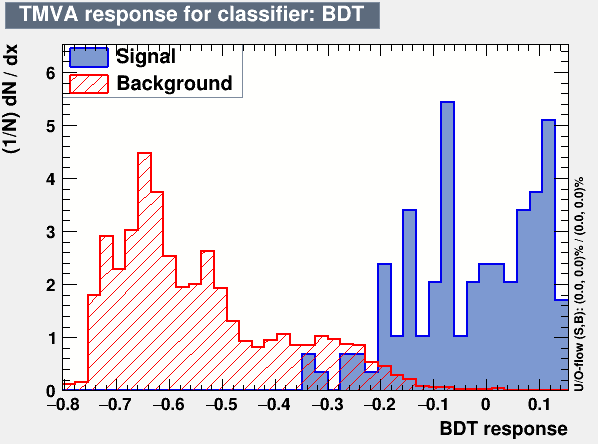 TMVA response for classifier: BDT
(1/N) dN / dx
Signal
Background
6
5
4
3
2
1
0
−0.8 −0.7 −0.6 −0.5 −0.4 −0.3 −0.2 −0.1 0 0.1
BDT response
U/O-flow (S,B): (0.0, 0.0)% / (0.0, 0.0)%